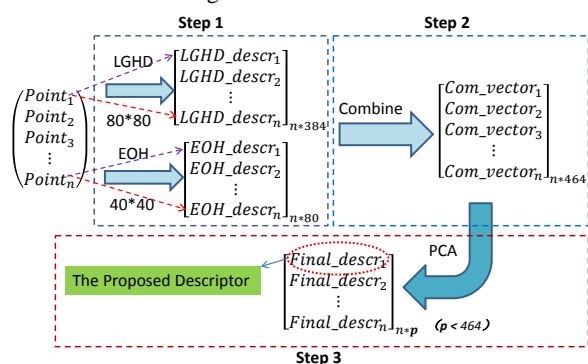 Step 1
Step 2
LGHD
80*80
EOH
40*40
Point₁
Point₂
Point₃
⋮
Pointₙ
LGHD_descr₁
LGHD_descr₂
⋮
LGHD_descrₙ
n*384
EOH_descr₁
EOH_descr₂
⋮
EOH_descrₙ
n*80
Combine
Com_vector₁
Com_vector₂
Com_vector₃
⋮
Com_vectorₙ
n*464
PCA
The Proposed Descriptor
Final_descr₁
Final_descr₂
⋮
Final_descrₙ
n*p
(p < 464)
Step 3